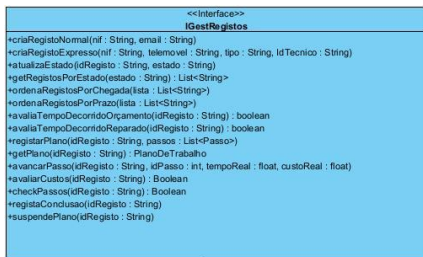 <<Interface>>
IGestRegistos
+criaRegistoNormal(nif : String, email : String)
+criaRegistoExpresso(nif : String, telemovel : String, tipo : String, IdTecnico : String)
+atualizaEstado(idRegisto : String, estado : String)
+getRegistosPorEstado(estado : String) : List<String>
+ordenaRegistosPorChegada(lista : List<String>)
+ordenaRegistosPorPrazo(lista : List<String>)
+avaliaTempoDecorridoOrçamento(idRegisto : String) : boolean
+avaliaTempoDecorridoReparado(idRegisto : String) : boolean
+registarPlano(idRegisto : String, passos : List<Passo>)
+getPlano(idRegisto : String) : PlanoDeTrabalho
+avancarPasso(idRegisto : String, idPasso : int, tempoReal : float, custoReal : float)
+avaliarCustos(idRegisto : String) : Boolean
+checkPassos(idRegisto : String) : Boolean
+registaConclusao(idRegisto : String)
+suspendePlano(idRegisto : String)